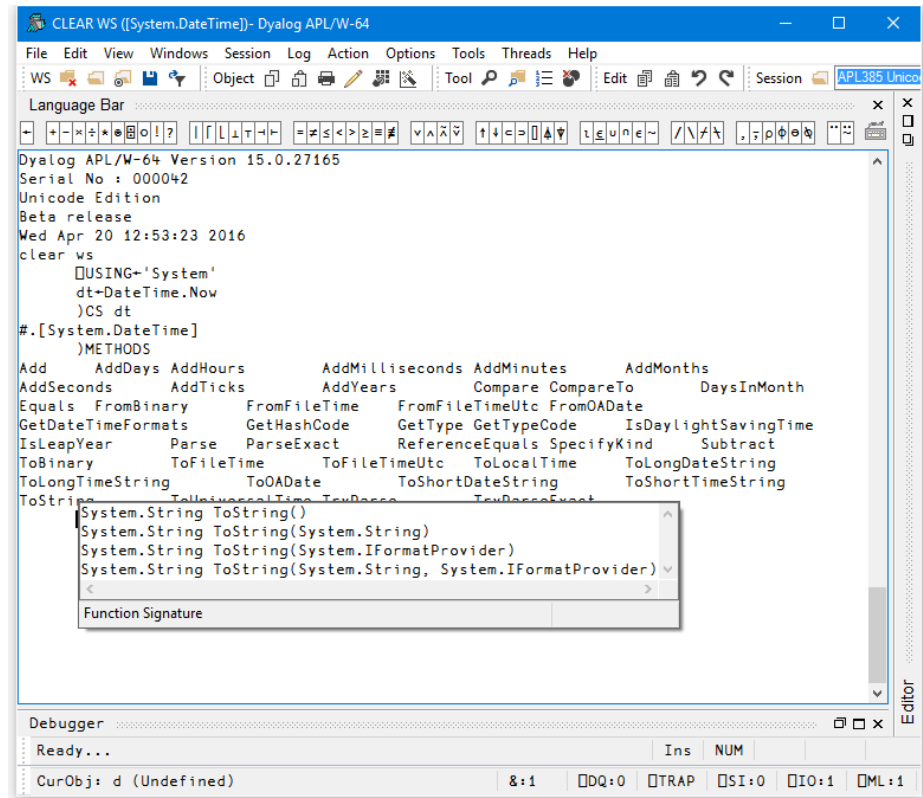 CLEAR WS ([System.DateTime])- Dyalog APL/W-64
File Edit View Windows Session Log Action Options Tools Threads Help
WS Object Tool Edit Session APL385 Unico
Language Bar
← + - × ÷ * ⍟ ⌹ ○ ! ? | ⌈ ⌊ ⊥ ⊤ ⊣ ⊢ = ≠ ≤ < > ≥ ≡ ≢ ∨ ∧ ⍲ ⍱ ↑ ↓ ⊂ ⊃ ⌷ ⍋ ⍒ ⍳ ⍷ ∪ ∩ ∊ ~ / \ ⌿ ⍀ , ⍪ ⍴ ⌽ ⊖ ⍉ ¨ ⍨
Dyalog APL/W-64 Version 15.0.27165
Serial No : 000042
Unicode Edition
Beta release
Wed Apr 20 12:53:23 2016
clear ws
⎕USING←'System'
dt←DateTime.Now
)CS dt
#.[System.DateTime]
)METHODS
Add AddDays AddHours AddMilliseconds AddMinutes AddMonths
AddSeconds AddTicks AddYears Compare CompareTo DaysInMonth
Equals FromBinary FromFileTime FromFileTimeUtc FromOADate
GetDateTimeFormats GetHashCode GetType GetTypeCode IsDaylightSavingTime
IsLeapYear Parse ParseExact ReferenceEquals SpecifyKind Subtract
ToBinary ToFileTime ToFileTimeUtc ToLocalTime ToLongDateString
ToLongTimeString ToOADate ToShortDateString ToShortTimeString
ToString ToUniversalTime TryParse TryParseExact
System.String ToString()
System.String ToString(System.String)
System.String ToString(System.IFormatProvider)
System.String ToString(System.String, System.IFormatProvider)
Function Signature
Editor
Debugger
Ready... Ins NUM
CurObj: d (Undefined) &:1 ⎕DQ:0 ⎕TRAP ⎕SI:0 ⎕IO:1 ⎕ML:1